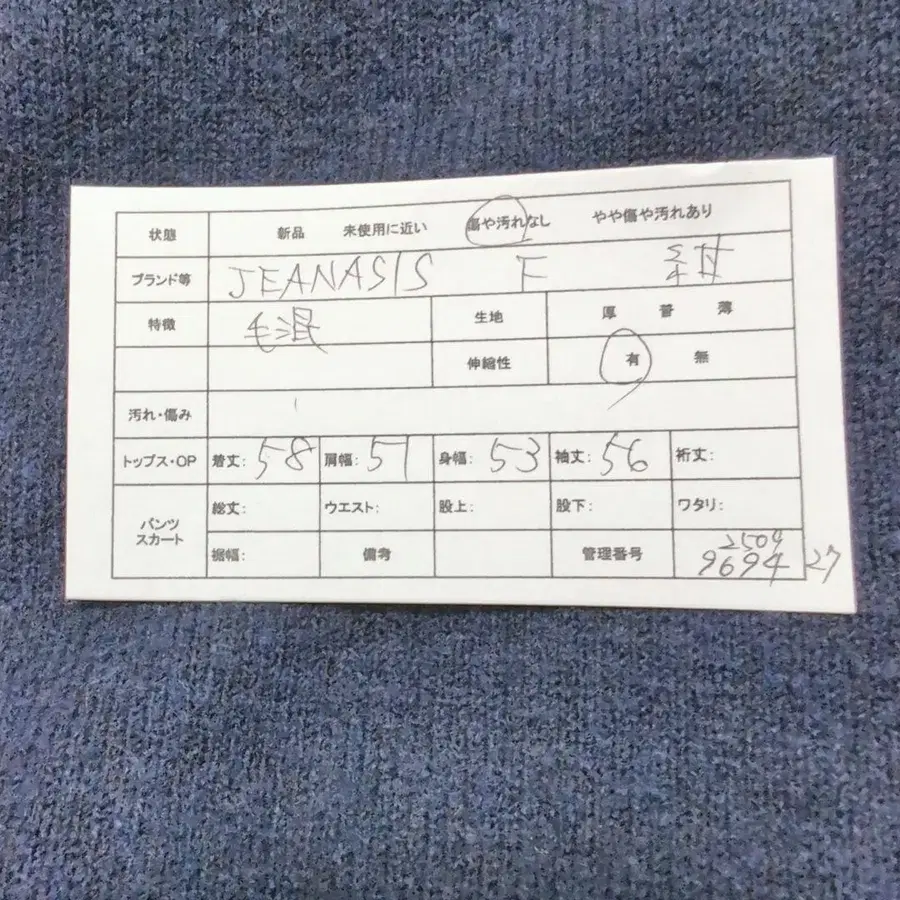 状態 新品 未使用に近い 傷や汚れなし やや傷や汚れあり
ブランド等 JEANASIS F 紺
特徴 毛混 生地 厚 普 薄
伸縮性 有 無
汚れ・傷み
トップス・OP 着丈: 58 肩幅: 51 身幅: 53 袖丈: 56 裄丈:
パンツ スカート 総丈: ウエスト: 股上: 股下: ワタリ:
裾幅: 備考 管理番号 2509
9694 27